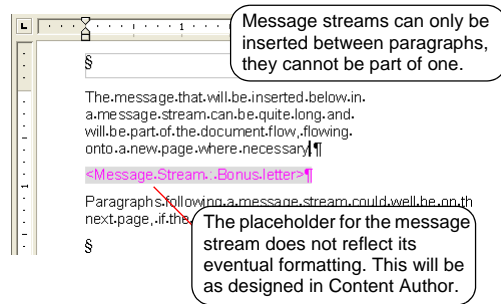 Message streams can only be
inserted between paragraphs,
they cannot be part of one.
1
§
The message that will be inserted below in
a message stream can be quite long and
will be part of the document flow, flowing
onto a new page where necessary¶
<Message Stream : Bonus letter>¶
Paragraphs following a message stream could well be on th
next page, if the
The placeholder for the message
stream does not reflect its
eventual formatting. This will be
as designed in Content Author.
§
1